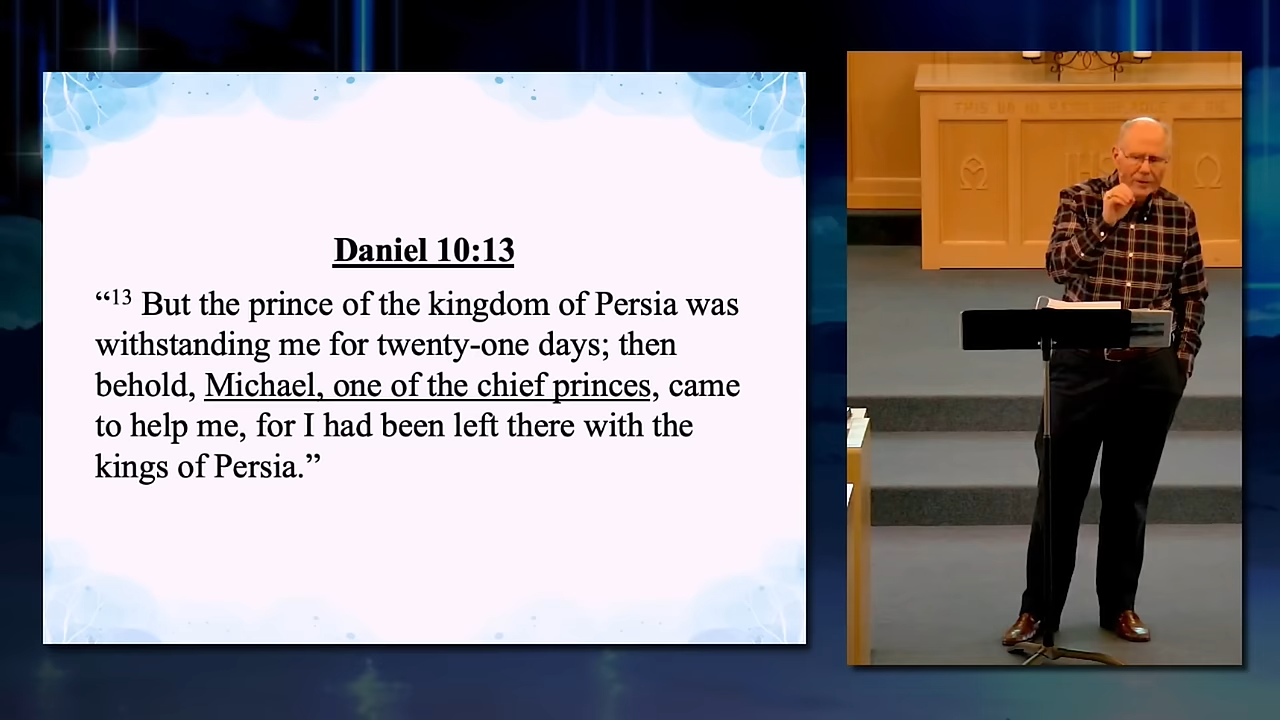 Daniel 10:13
“13 But the prince of the kingdom of Persia was
withstanding me for twenty-one days; then
behold, Michael, one of the chief princes, came
to help me, for I had been left there with the
kings of Persia.”
IHS